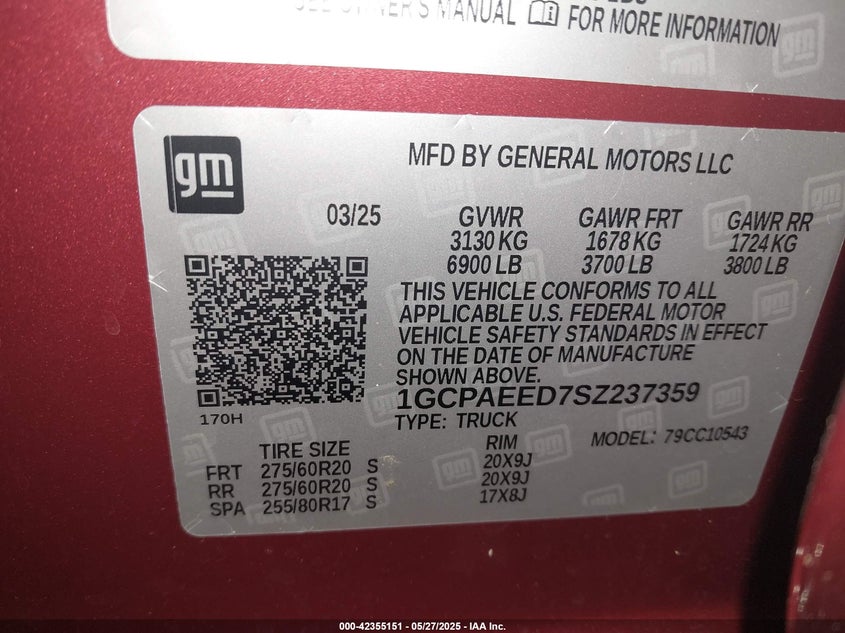 OWNER'S MANUAL FOR MORE INFORMATION
gm
MFD BY GENERAL MOTORS LLC
03/25
GVWR GAWR FRT GAWR RR
3130 KG 1678 KG 1724 KG
6900 LB 3700 LB 3800 LB
THIS VEHICLE CONFORMS TO ALL
APPLICABLE U.S. FEDERAL MOTOR
VEHICLE SAFETY STANDARDS IN EFFECT
ON THE DATE OF MANUFACTURE
SHOWN ABOVE.
1GCPAEED7SZ237359
TYPE: TRUCK
MODEL: 79CC10543
170H
TIRE SIZE RIM
FRT 275/60R20 S 20X9J
RR 275/60R20 S 20X9J
SPA 255/80R17 S 17X8J
000-42355151 — 05/27/2025 — IAA Inc.